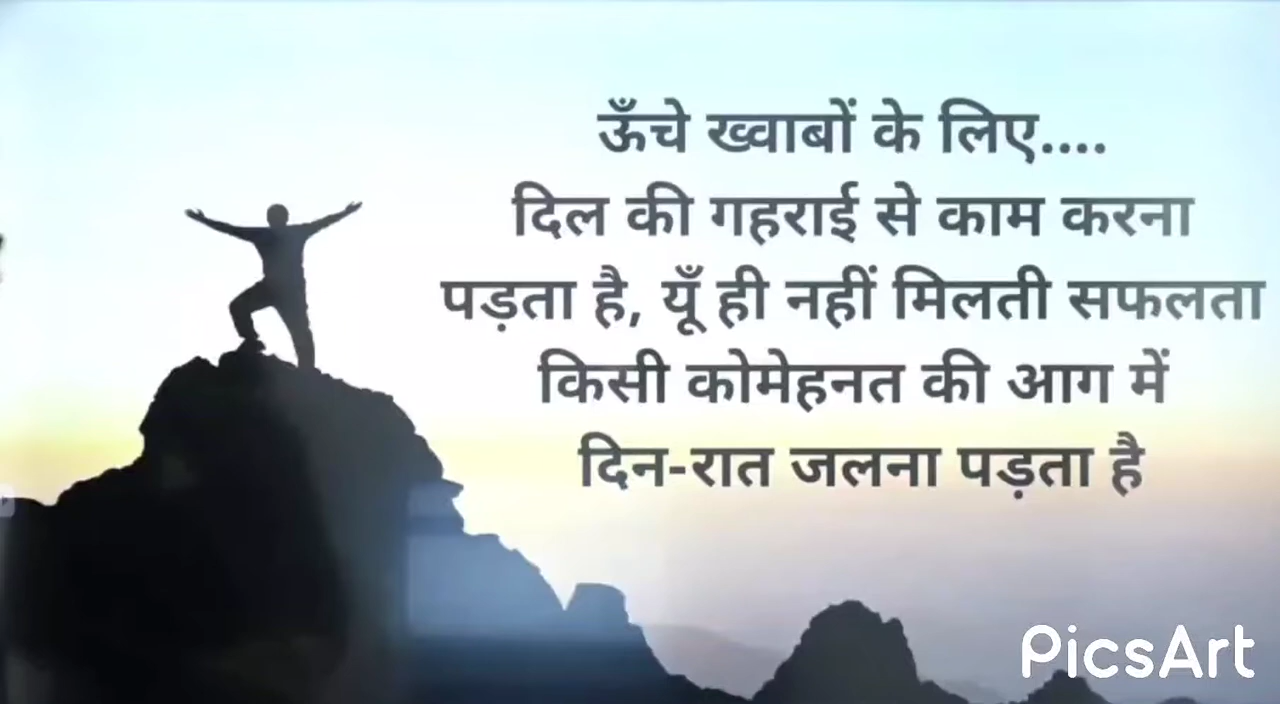 ऊँचे ख्वाबों के लिए....
दिल की गहराई से काम करना
पड़ता है, यूँ ही नहीं मिलती सफलता
किसी कोमेहनत की आग में
दिन-रात जलना पड़ता है
PicsArt